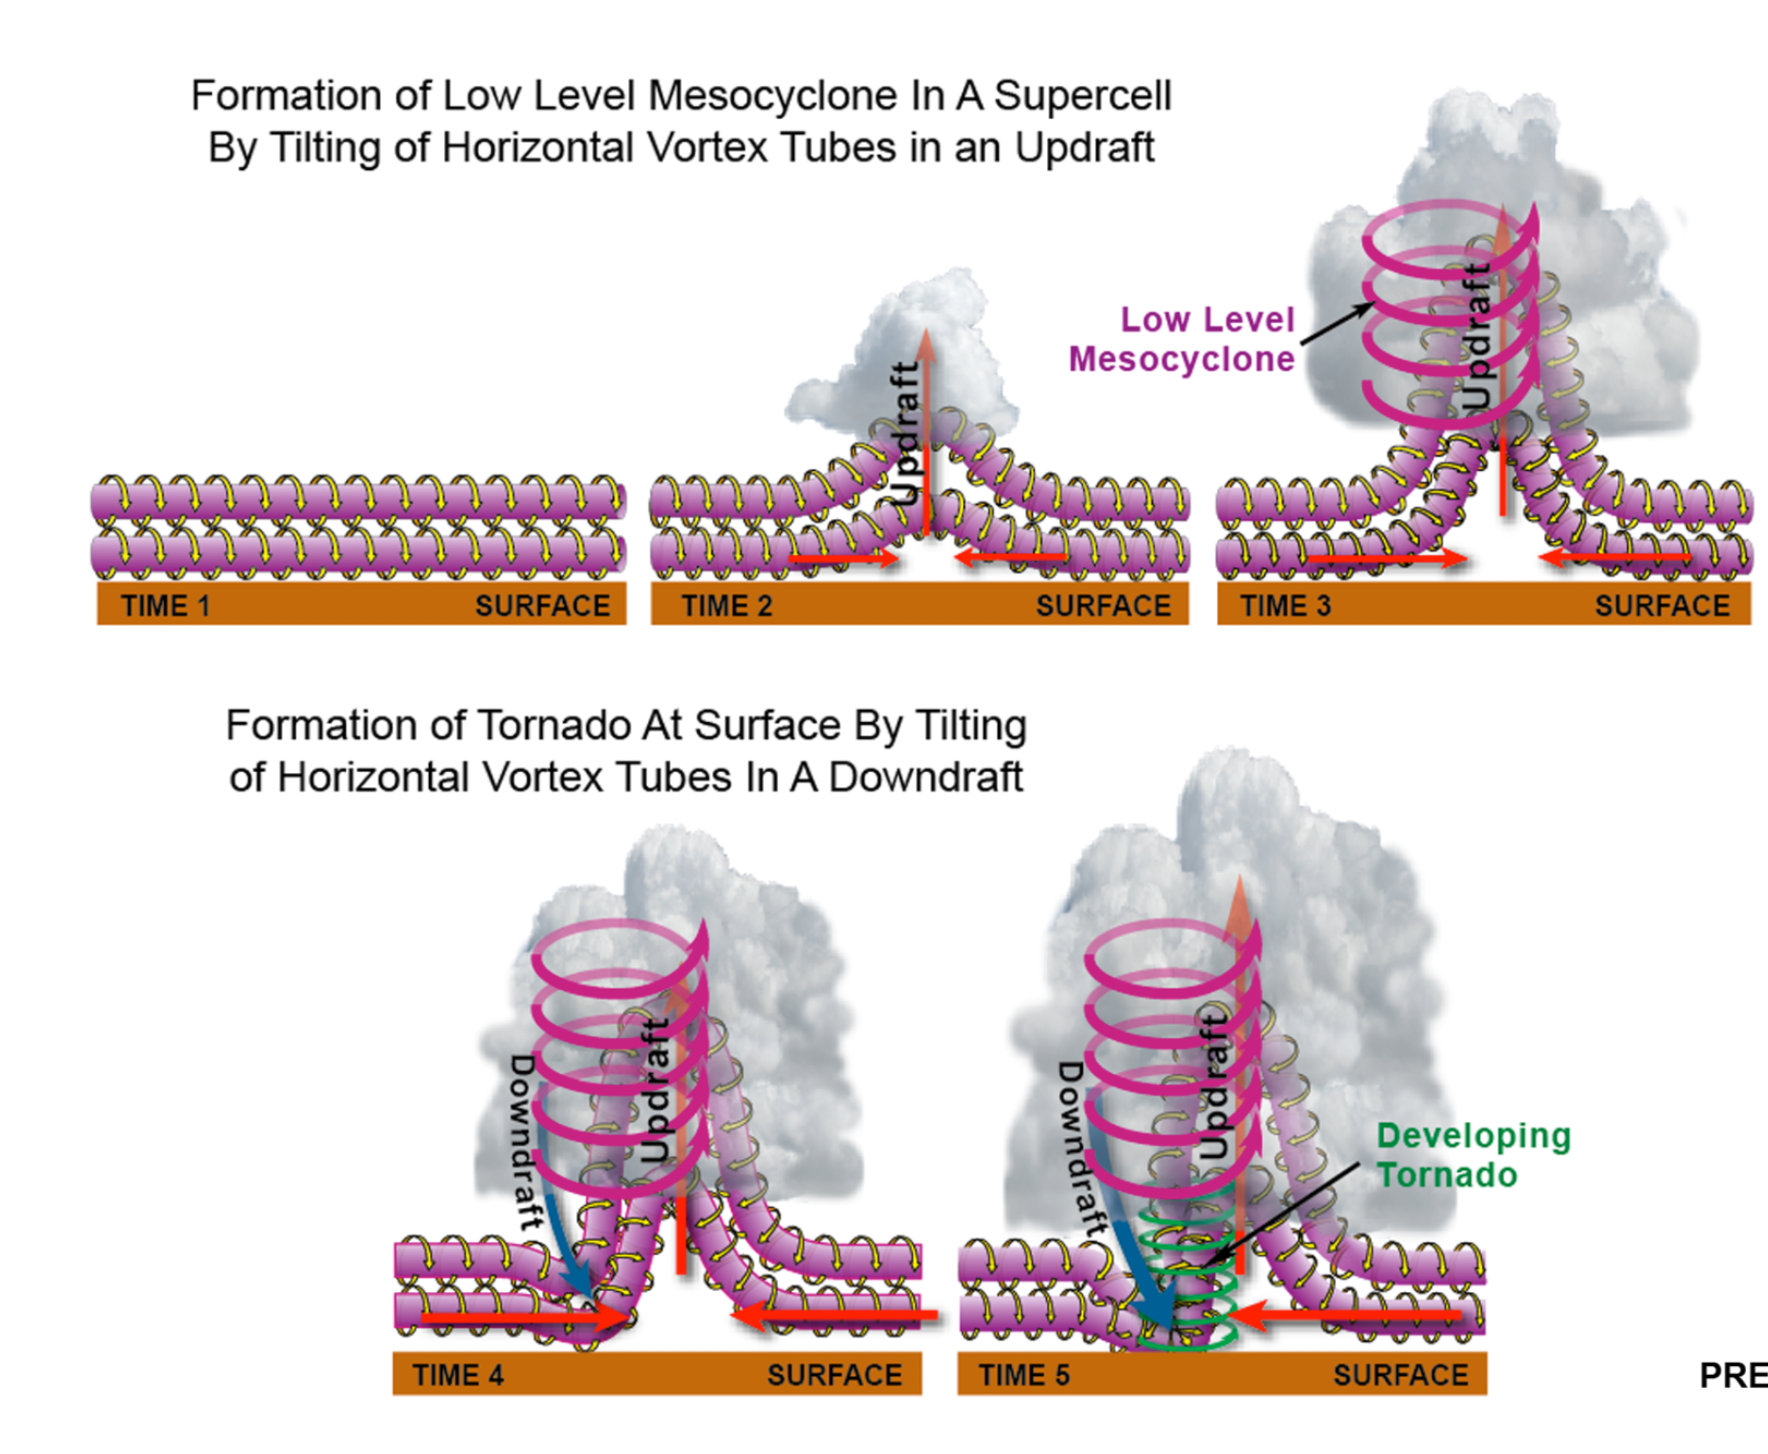 Formation of Low Level Mesocyclone In A Supercell
By Tilting of Horizontal Vortex Tubes in an Updraft
TIME 1
SURFACE
Updraft
TIME 2
SURFACE
Low Level
Mesocyclone
Updraft
TIME 3
SURFACE
Formation of Tornado At Surface By Tilting
of Horizontal Vortex Tubes In A Downdraft
Downdraft
Updraft
TIME 4
SURFACE
Downdraft
Updraft
Developing
Tornado
TIME 5
SURFACE
PRE